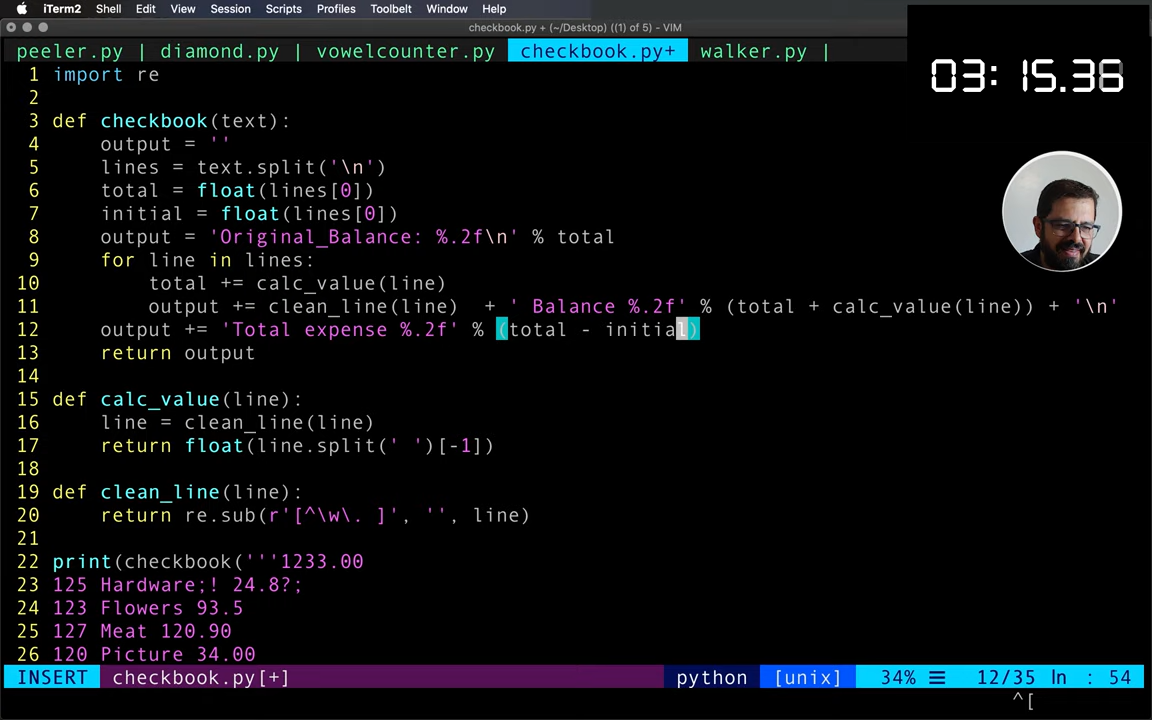 iTerm2 Shell Edit View Session Scripts Profiles Toolbelt Window Help
checkbook.py + (~/Desktop) ((1) of 5) - VIM
peeler.py | diamond.py | vowelcounter.py checkbook.py+ walker.py |
03:15.36
1 import re
2
3 def checkbook(text):
4     output = ''
5     lines = text.split('\n')
6     total = float(lines[0])
7     initial = float(lines[0])
8     output = 'Original_Balance: %.2f\n' % total
9     for line in lines:
10         total += calc_value(line)
11         output += clean_line(line)  + ' Balance %.2f' % (total + calc_value(line)) + '\n'
12     output += 'Total expense %.2f' % (total - initial)
13     return output
14
15 def calc_value(line):
16     line = clean_line(line)
17     return float(line.split(' ')[-1])
18
19 def clean_line(line):
20     return re.sub(r'[^\w\. ]', '', line)
21
22 print(checkbook('''1233.00
23 125 Hardware;! 24.8?;
24 123 Flowers 93.5
25 127 Meat 120.90
26 120 Picture 34.00
INSERT checkbook.py[+] python [unix] 34% ☰ 12/35 ln : 54
^[